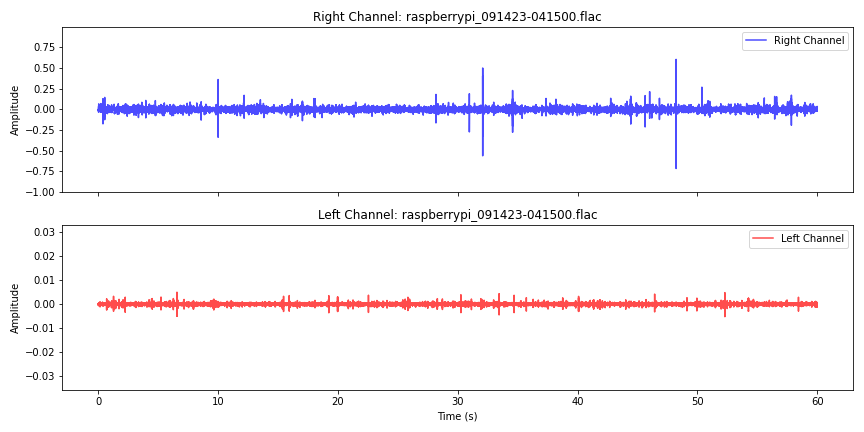 Right Channel: raspberrypi_091423-041500.flac
Right Channel
Amplitude
0.75
0.50
0.25
0.00
−0.25
−0.50
−0.75
−1.00
Left Channel: raspberrypi_091423-041500.flac
Left Channel
Amplitude
0.03
0.02
0.01
0.00
−0.01
−0.02
−0.03
0 10 20 30 40 50 60
Time (s)